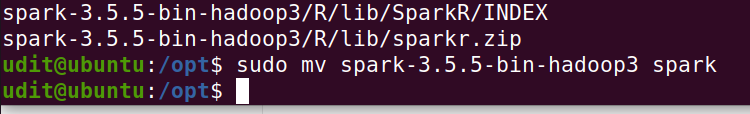 spark-3.5.5-bin-hadoop3/R/lib/SparkR/INDEX
spark-3.5.5-bin-hadoop3/R/lib/sparkr.zip
udit@ubuntu:/opt$ sudo mv spark-3.5.5-bin-hadoop3 spark
udit@ubuntu:/opt$